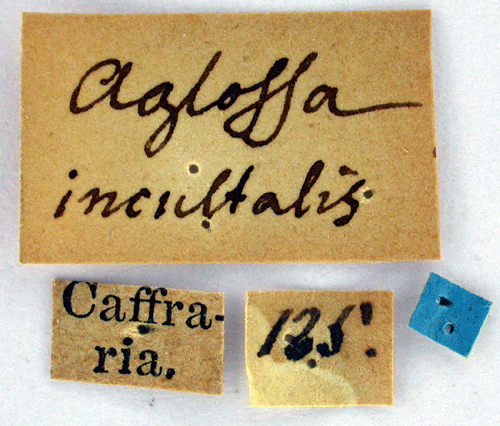 Aglossa
incultalis
Caffra-
ria.
125.